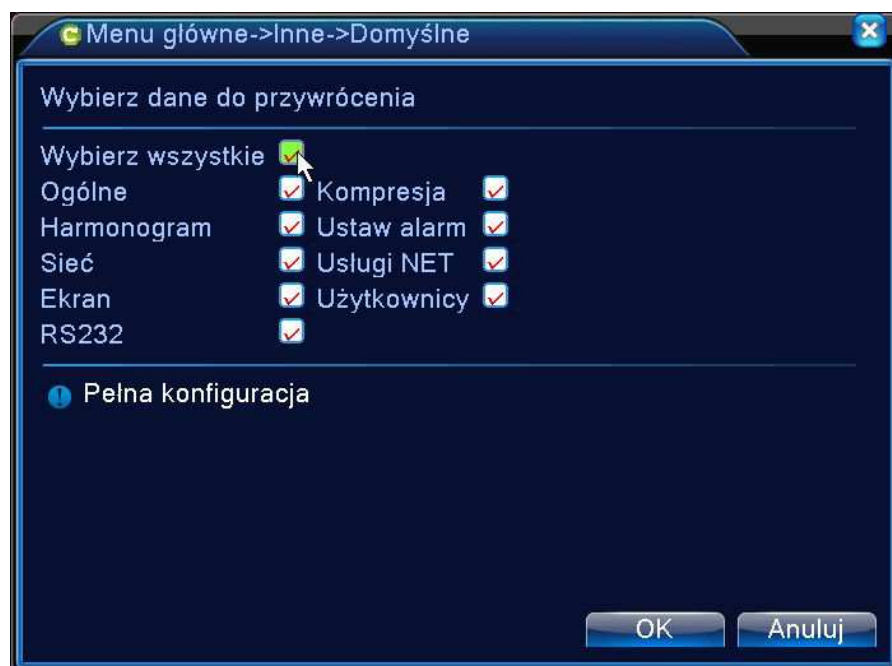 Menu główne->Inne->Domyślne
Wybierz dane do przywrócenia
Wybierz wszystkie
Ogólne Kompresja
Harmonogram Ustaw alarm
Sieć Usługi NET
Ekran Użytkownicy
RS232
Pełna konfiguracja
OK Anuluj